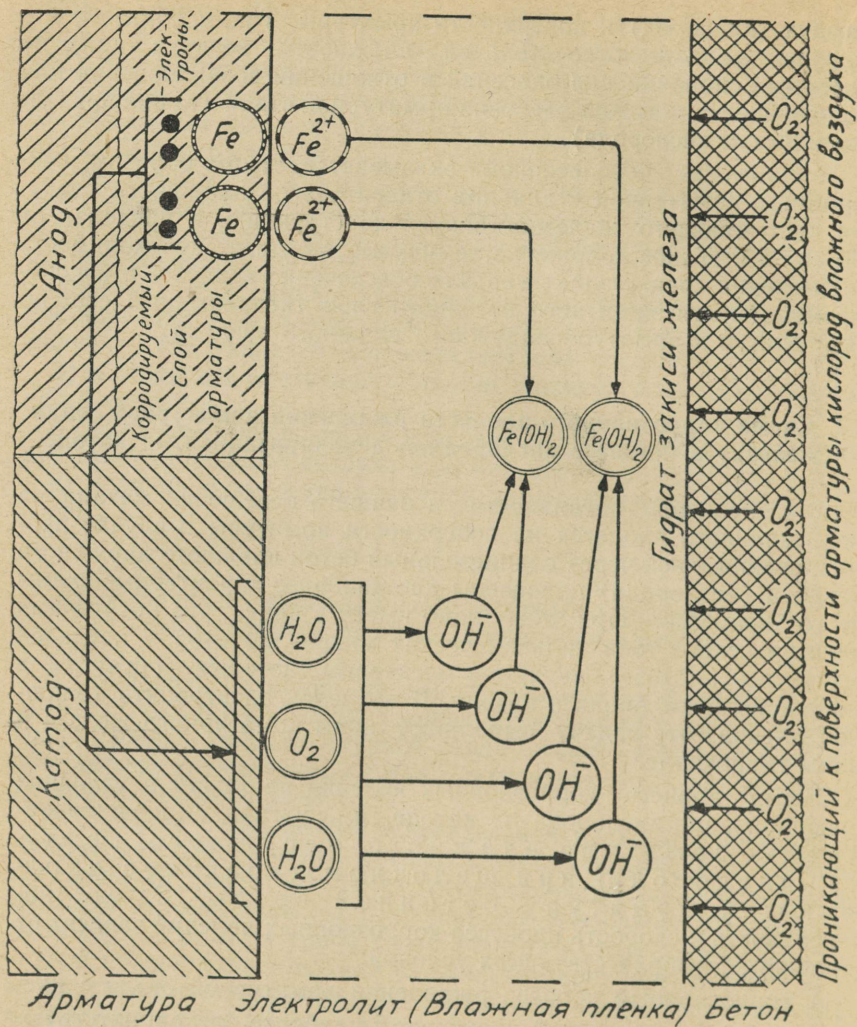 -Элек-
троны
Fe
Fe2+
O2
Анод
Fe
Fe2+
O2
Корродируемый
слой
арматуры
O2
Гидрат закиси железа
Fe(OH)2
Fe(OH)2
O2
O2
H2O
OH-
O2
Катод
O2
OH-
O2
OH-
O2
H2O
OH-
O2
Проникающий к поверхности арматуры кислород влажного воздуха
Арматура Электролит (Влажная пленка) Бетон